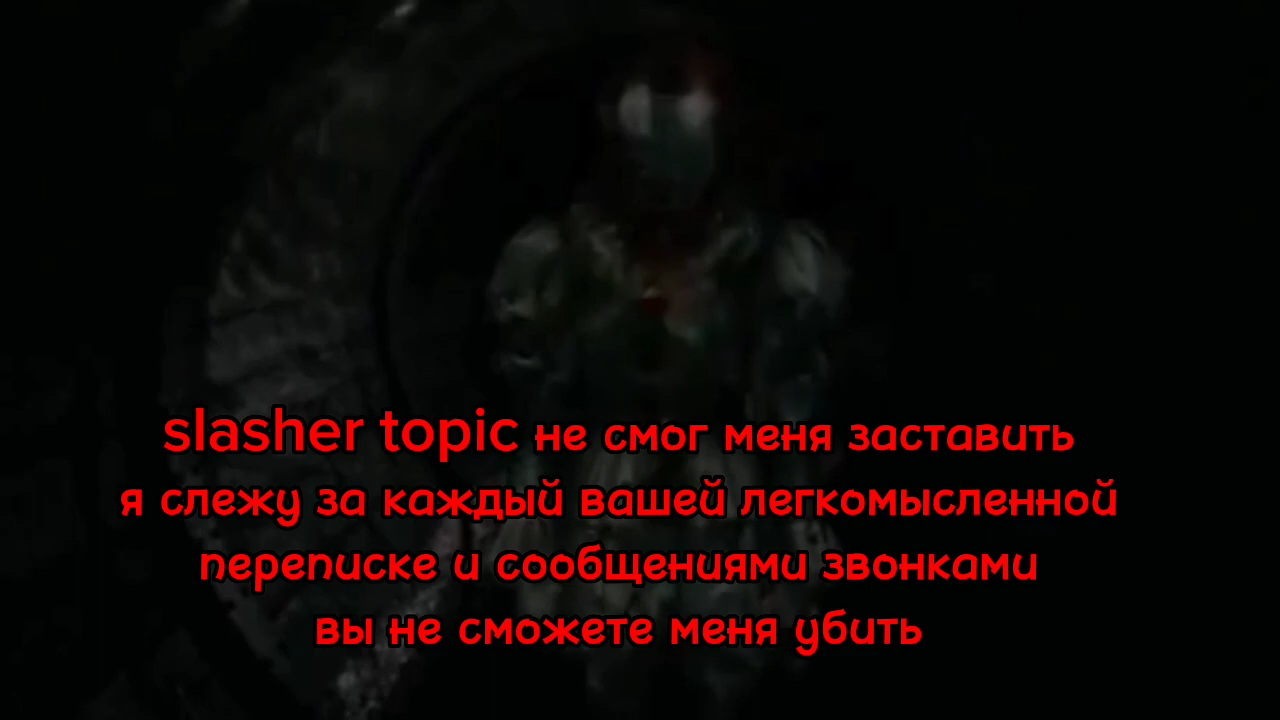 slasher topic не смог меня заставить
я слежу за каждый вашей легкомысленной
переписке и сообщениями звонками
вы не сможете меня убить